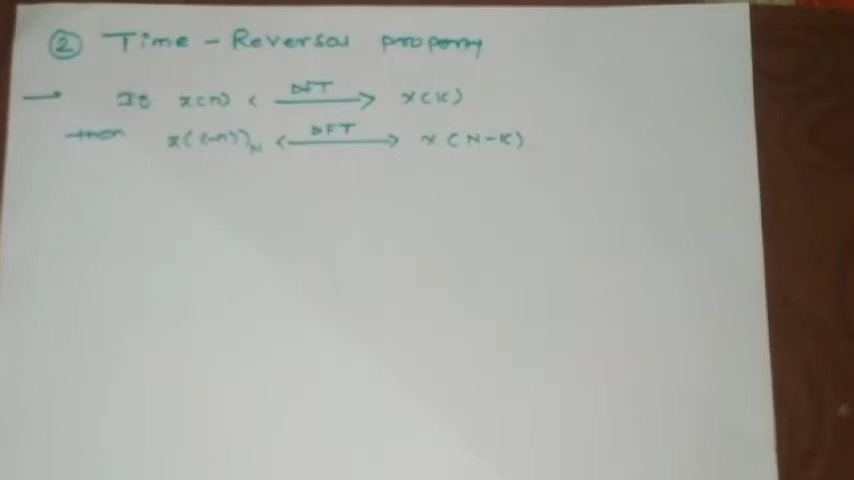 ② Time - Reversal property
→ If x(n) <—DFT—> X(K)
then x((-n))N <—DFT—> X(N-K)